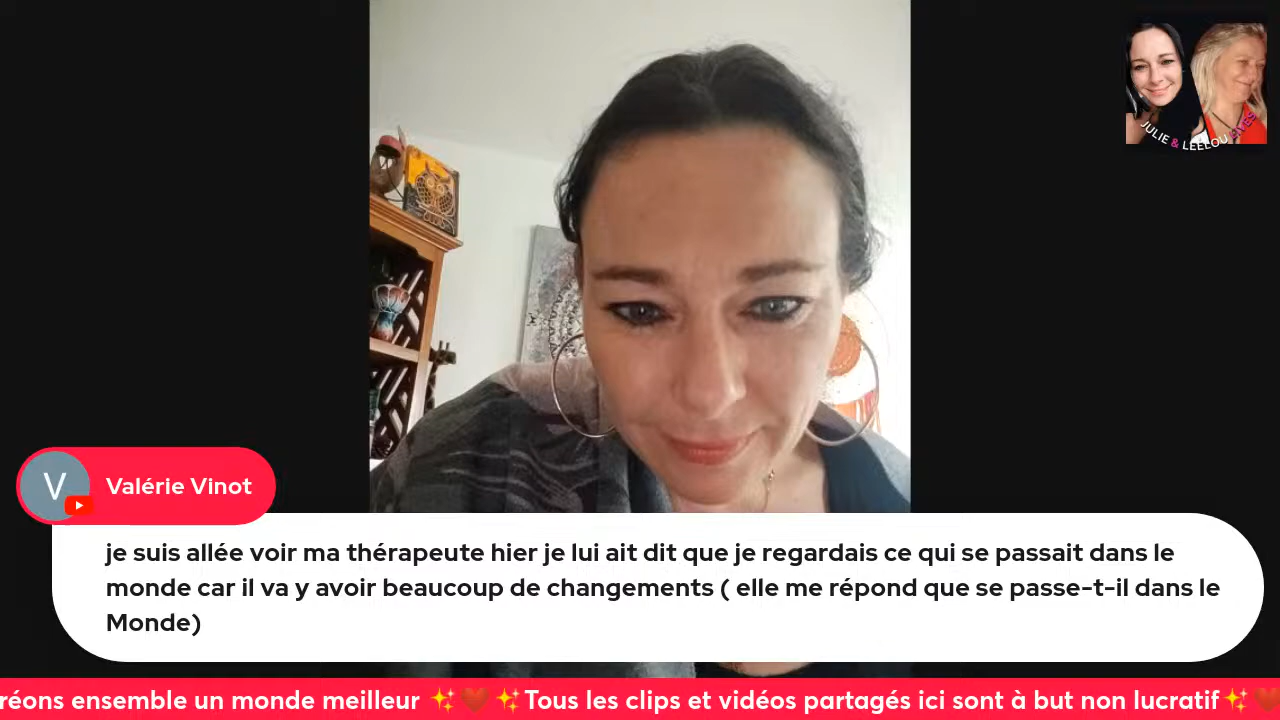 JULIE & LEELOU LIVES
Valérie Vinot
je suis allée voir ma thérapeute hier je lui ait dit que je regardais ce qui se passait dans le
monde car il va y avoir beaucoup de changements ( elle me répond que se passe-t-il dans le
Monde)
réons ensemble un monde meilleur ✨❤️✨Tous les clips et vidéos partagés ici sont à but non lucratif✨❤️